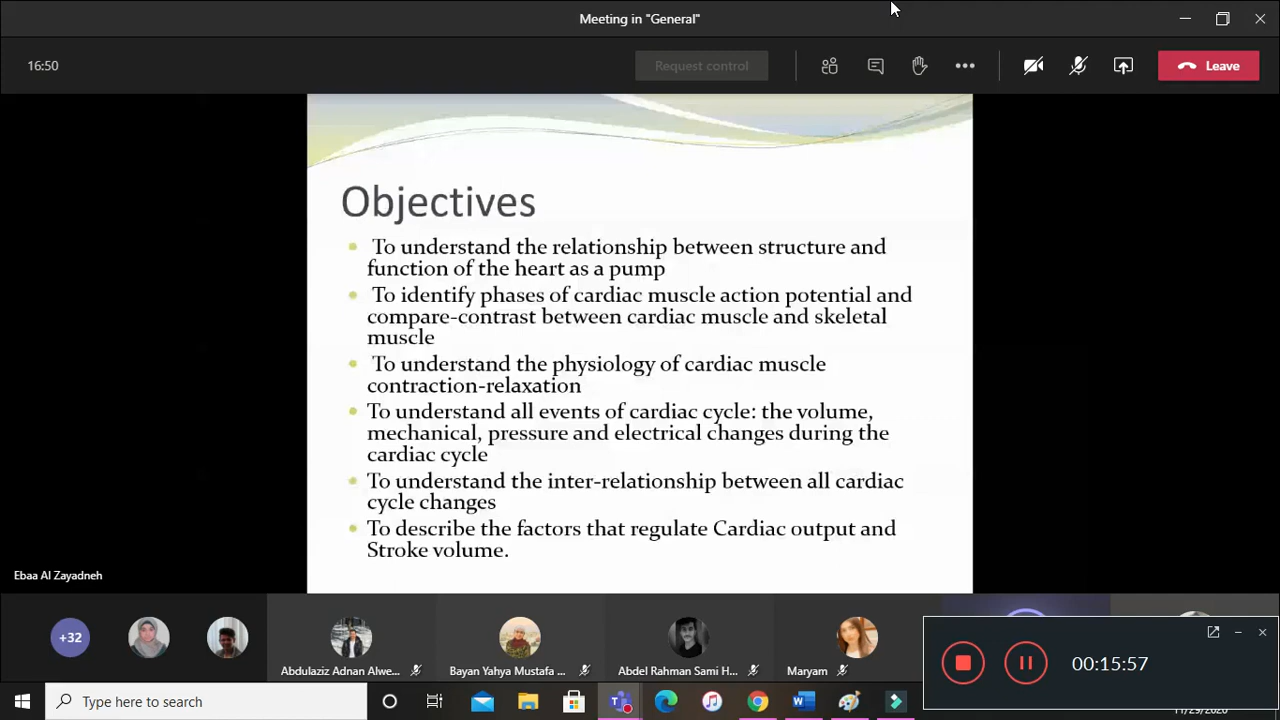 Meeting in "General"
16:50
Request control
Leave
Objectives
To understand the relationship between structure and
function of the heart as a pump
To identify phases of cardiac muscle action potential and
compare-contrast between cardiac muscle and skeletal
muscle
To understand the physiology of cardiac muscle
contraction-relaxation
To understand all events of cardiac cycle: the volume,
mechanical, pressure and electrical changes during the
cardiac cycle
To understand the inter-relationship between all cardiac
cycle changes
To describe the factors that regulate Cardiac output and
Stroke volume.
Ebaa Al Zayadneh
+32
Abdulaziz Adnan Alwe...
Bayan Yahya Mustafa ...
Abdel Rahman Sami H...
Maryam
00:15:57
Type here to search